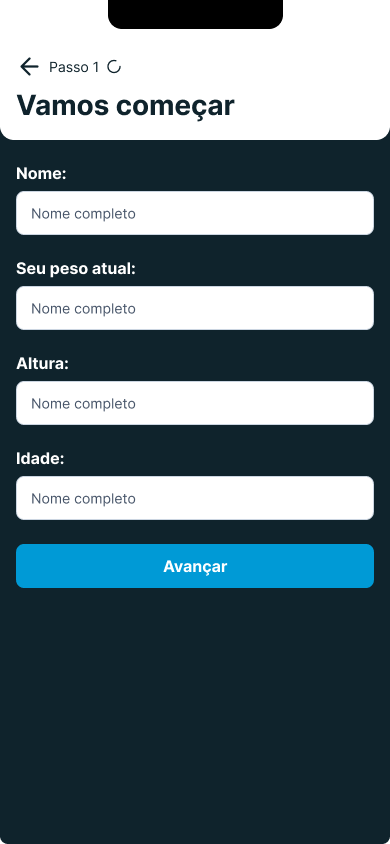 Passo 1
Vamos começar
Nome:
Nome completo
Seu peso atual:
Nome completo
Altura:
Nome completo
Idade:
Nome completo
Avançar